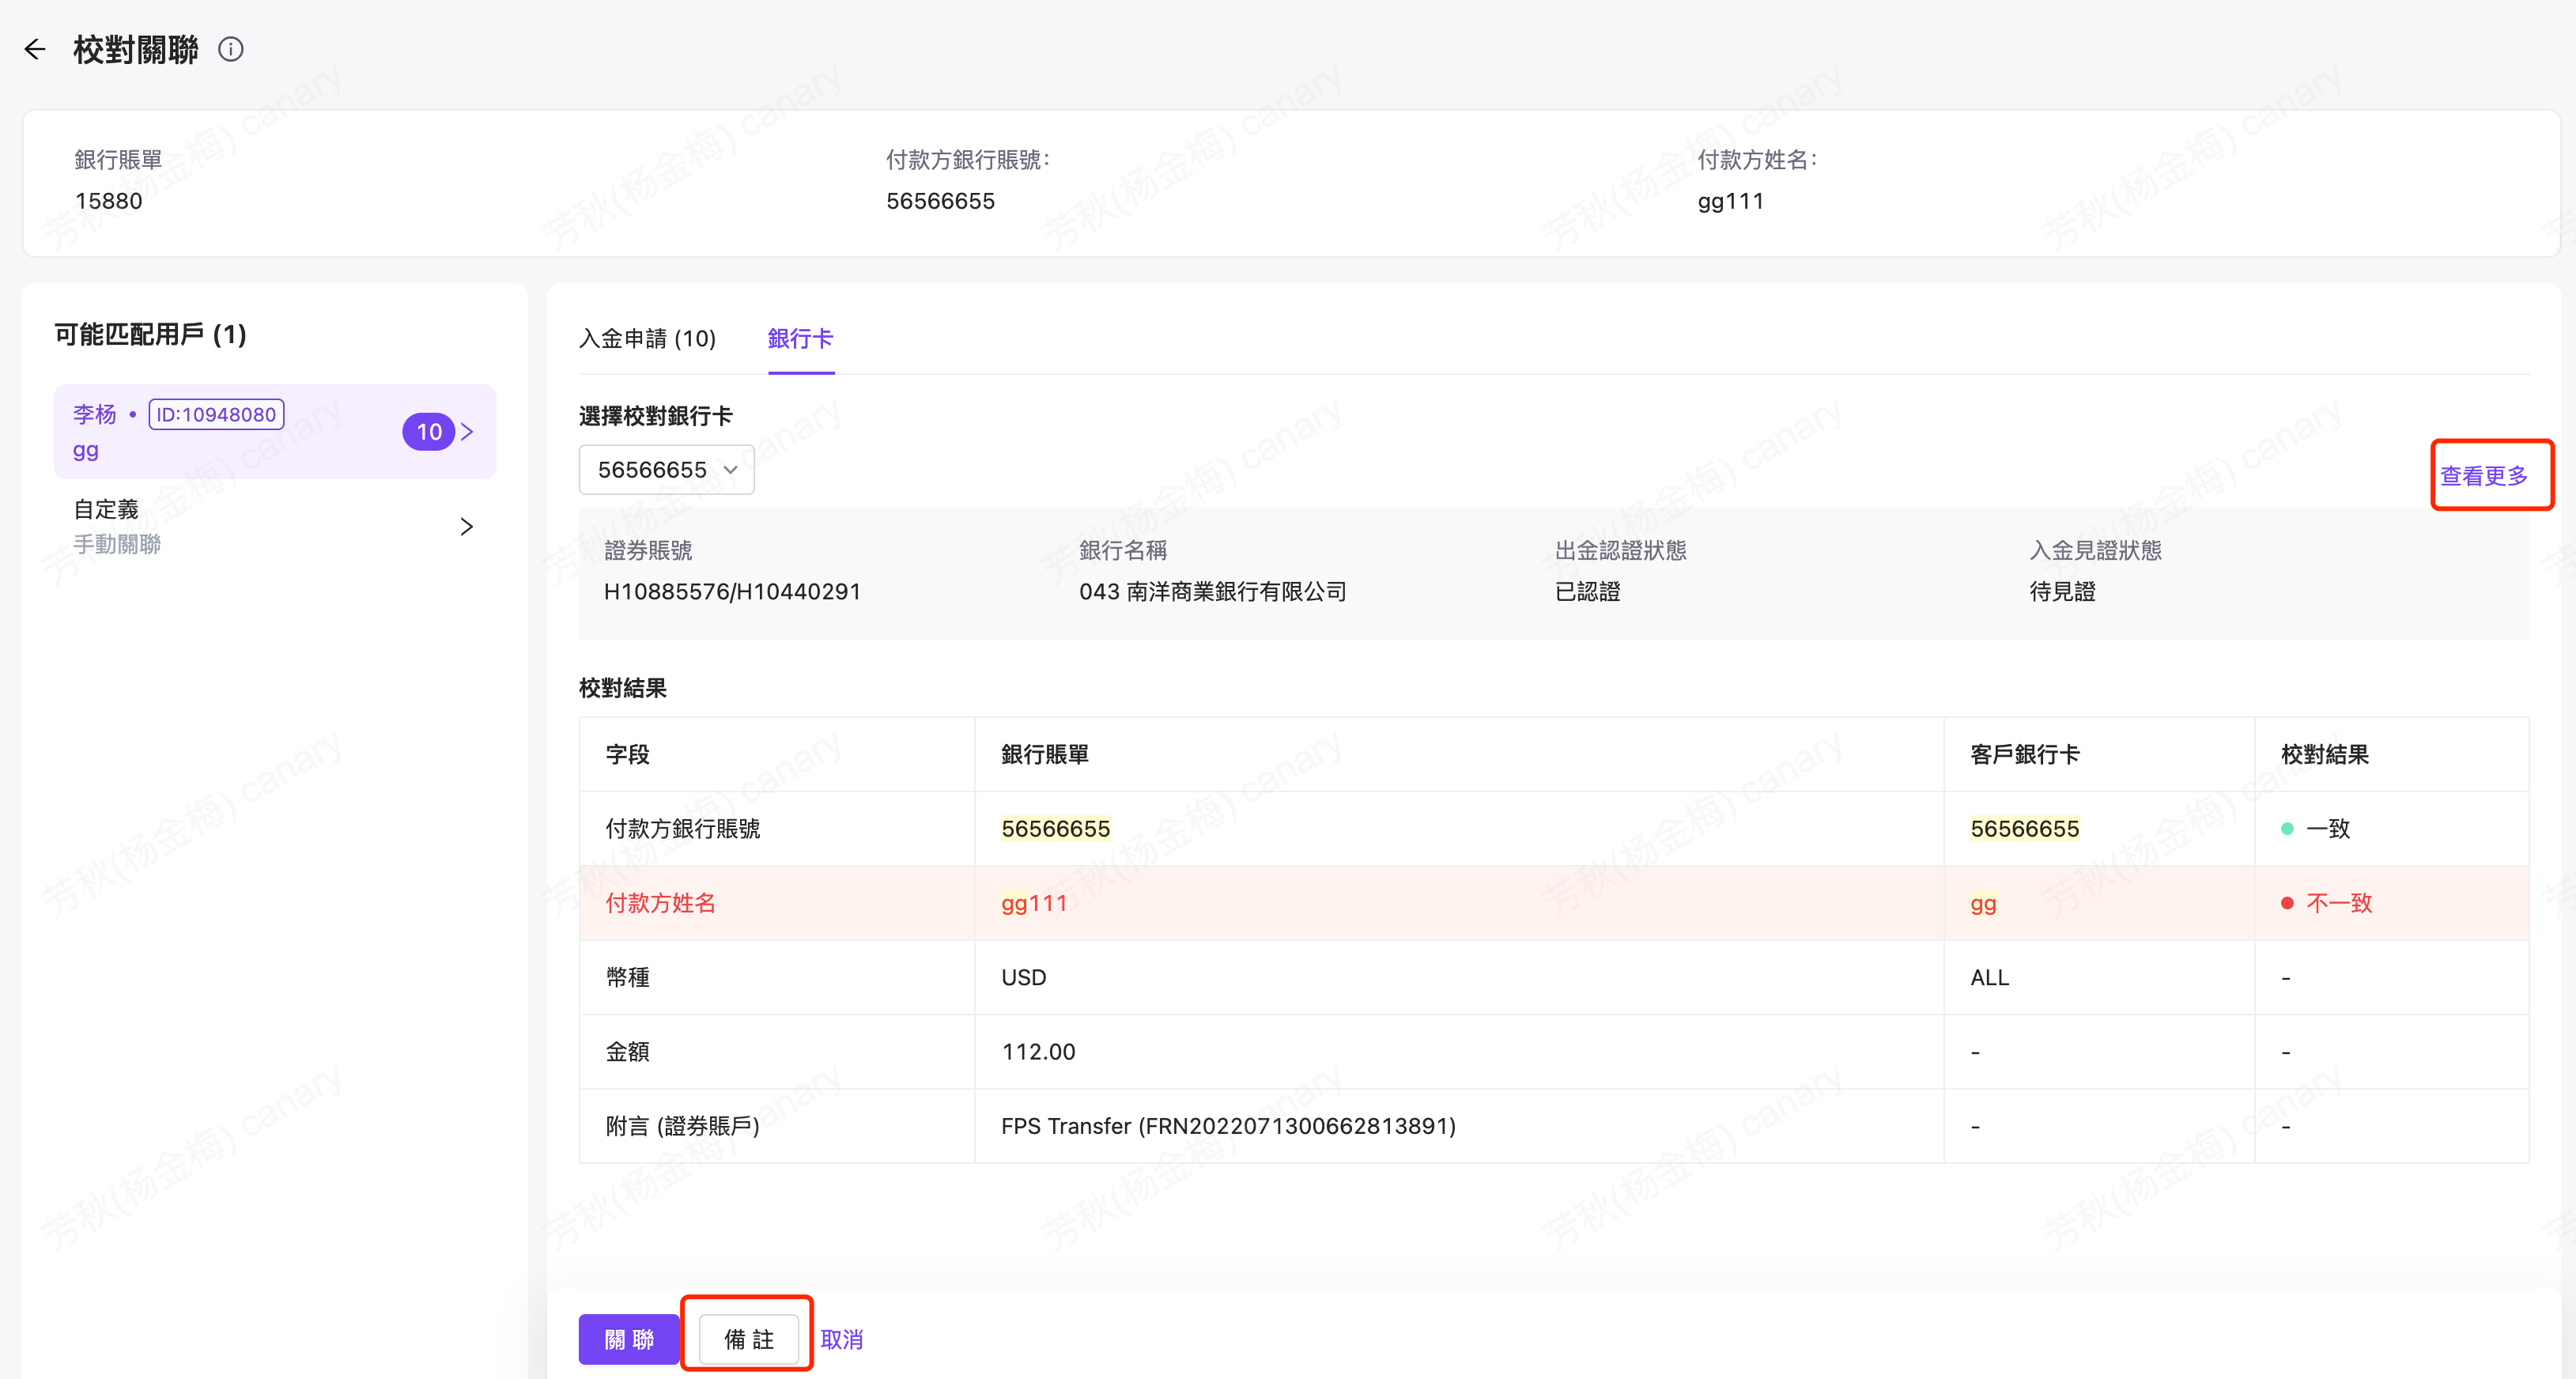 校對關聯
銀行賬單
15880
付款方銀行賬號:
56566655
付款方姓名:
gg111
可能匹配用戶 (1)
李杨 • ID:10948080
gg
10
自定義
手動關聯
入金申請 (10)
銀行卡
選擇校對銀行卡
56566655
查看更多
證券賬號
H10885576/H10440291
銀行名稱
043 南洋商業銀行有限公司
出金認證狀態
已認證
入金見證狀態
待見證
校對結果
字段 銀行賬單 客戶銀行卡 校對結果
付款方銀行賬號 56566655 56566655 一致
付款方姓名 gg111 gg 不一致
幣種 USD ALL -
金額 112.00 - -
附言 (證券賬戶) FPS Transfer (FRN2022071300662813891) - -
關聯 備註 取消
芳秋(杨金梅) canary